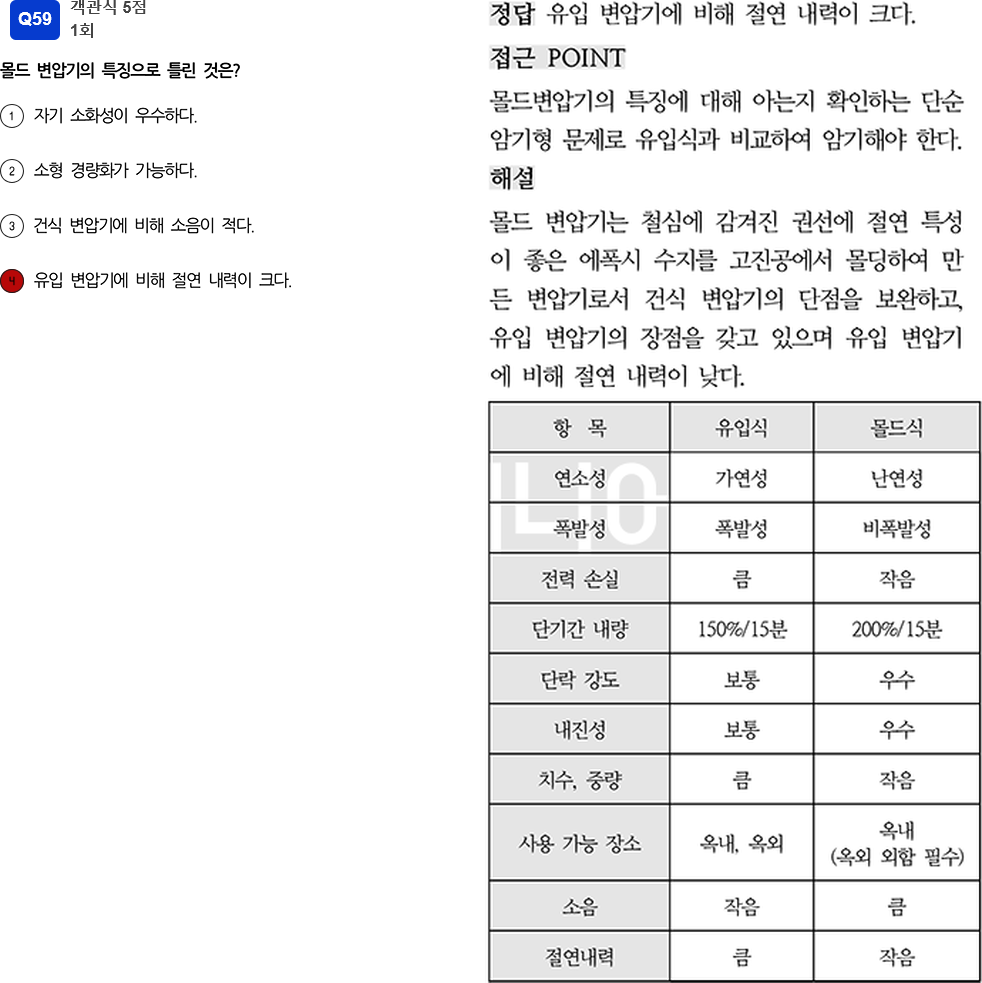 Q59
객관식 5점
1회
몰드 변압기의 특징으로 틀린 것은?
1 자기 소화성이 우수하다.
2 소형 경량화가 가능하다.
3 건식 변압기에 비해 소음이 적다.
4 유입 변압기에 비해 절연 내력이 크다.
정답 유입 변압기에 비해 절연 내력이 크다.
접근 POINT
몰드변압기의 특징에 대해 아는지 확인하는 단순
암기형 문제로 유입식과 비교하여 암기해야 한다.
해설
몰드 변압기는 철심에 감겨진 권선에 절연 특성
이 좋은 에폭시 수지를 고진공에서 몰딩하여 만
든 변압기로서 건식 변압기의 단점을 보완하고,
유입 변압기의 장점을 갖고 있으며 유입 변압기
에 비해 절연 내력이 낮다.
항 목 유입식 몰드식
연소성 가연성 난연성
폭발성 폭발성 비폭발성
전력 손실 큼 작음
단기간 내량 150%/15분 200%/15분
단락 강도 보통 우수
내진성 보통 우수
치수, 중량 큼 작음
사용 가능 장소 옥내, 옥외 옥내
(옥외 외함 필수)
소음 작음 큼
절연내력 큼 작음